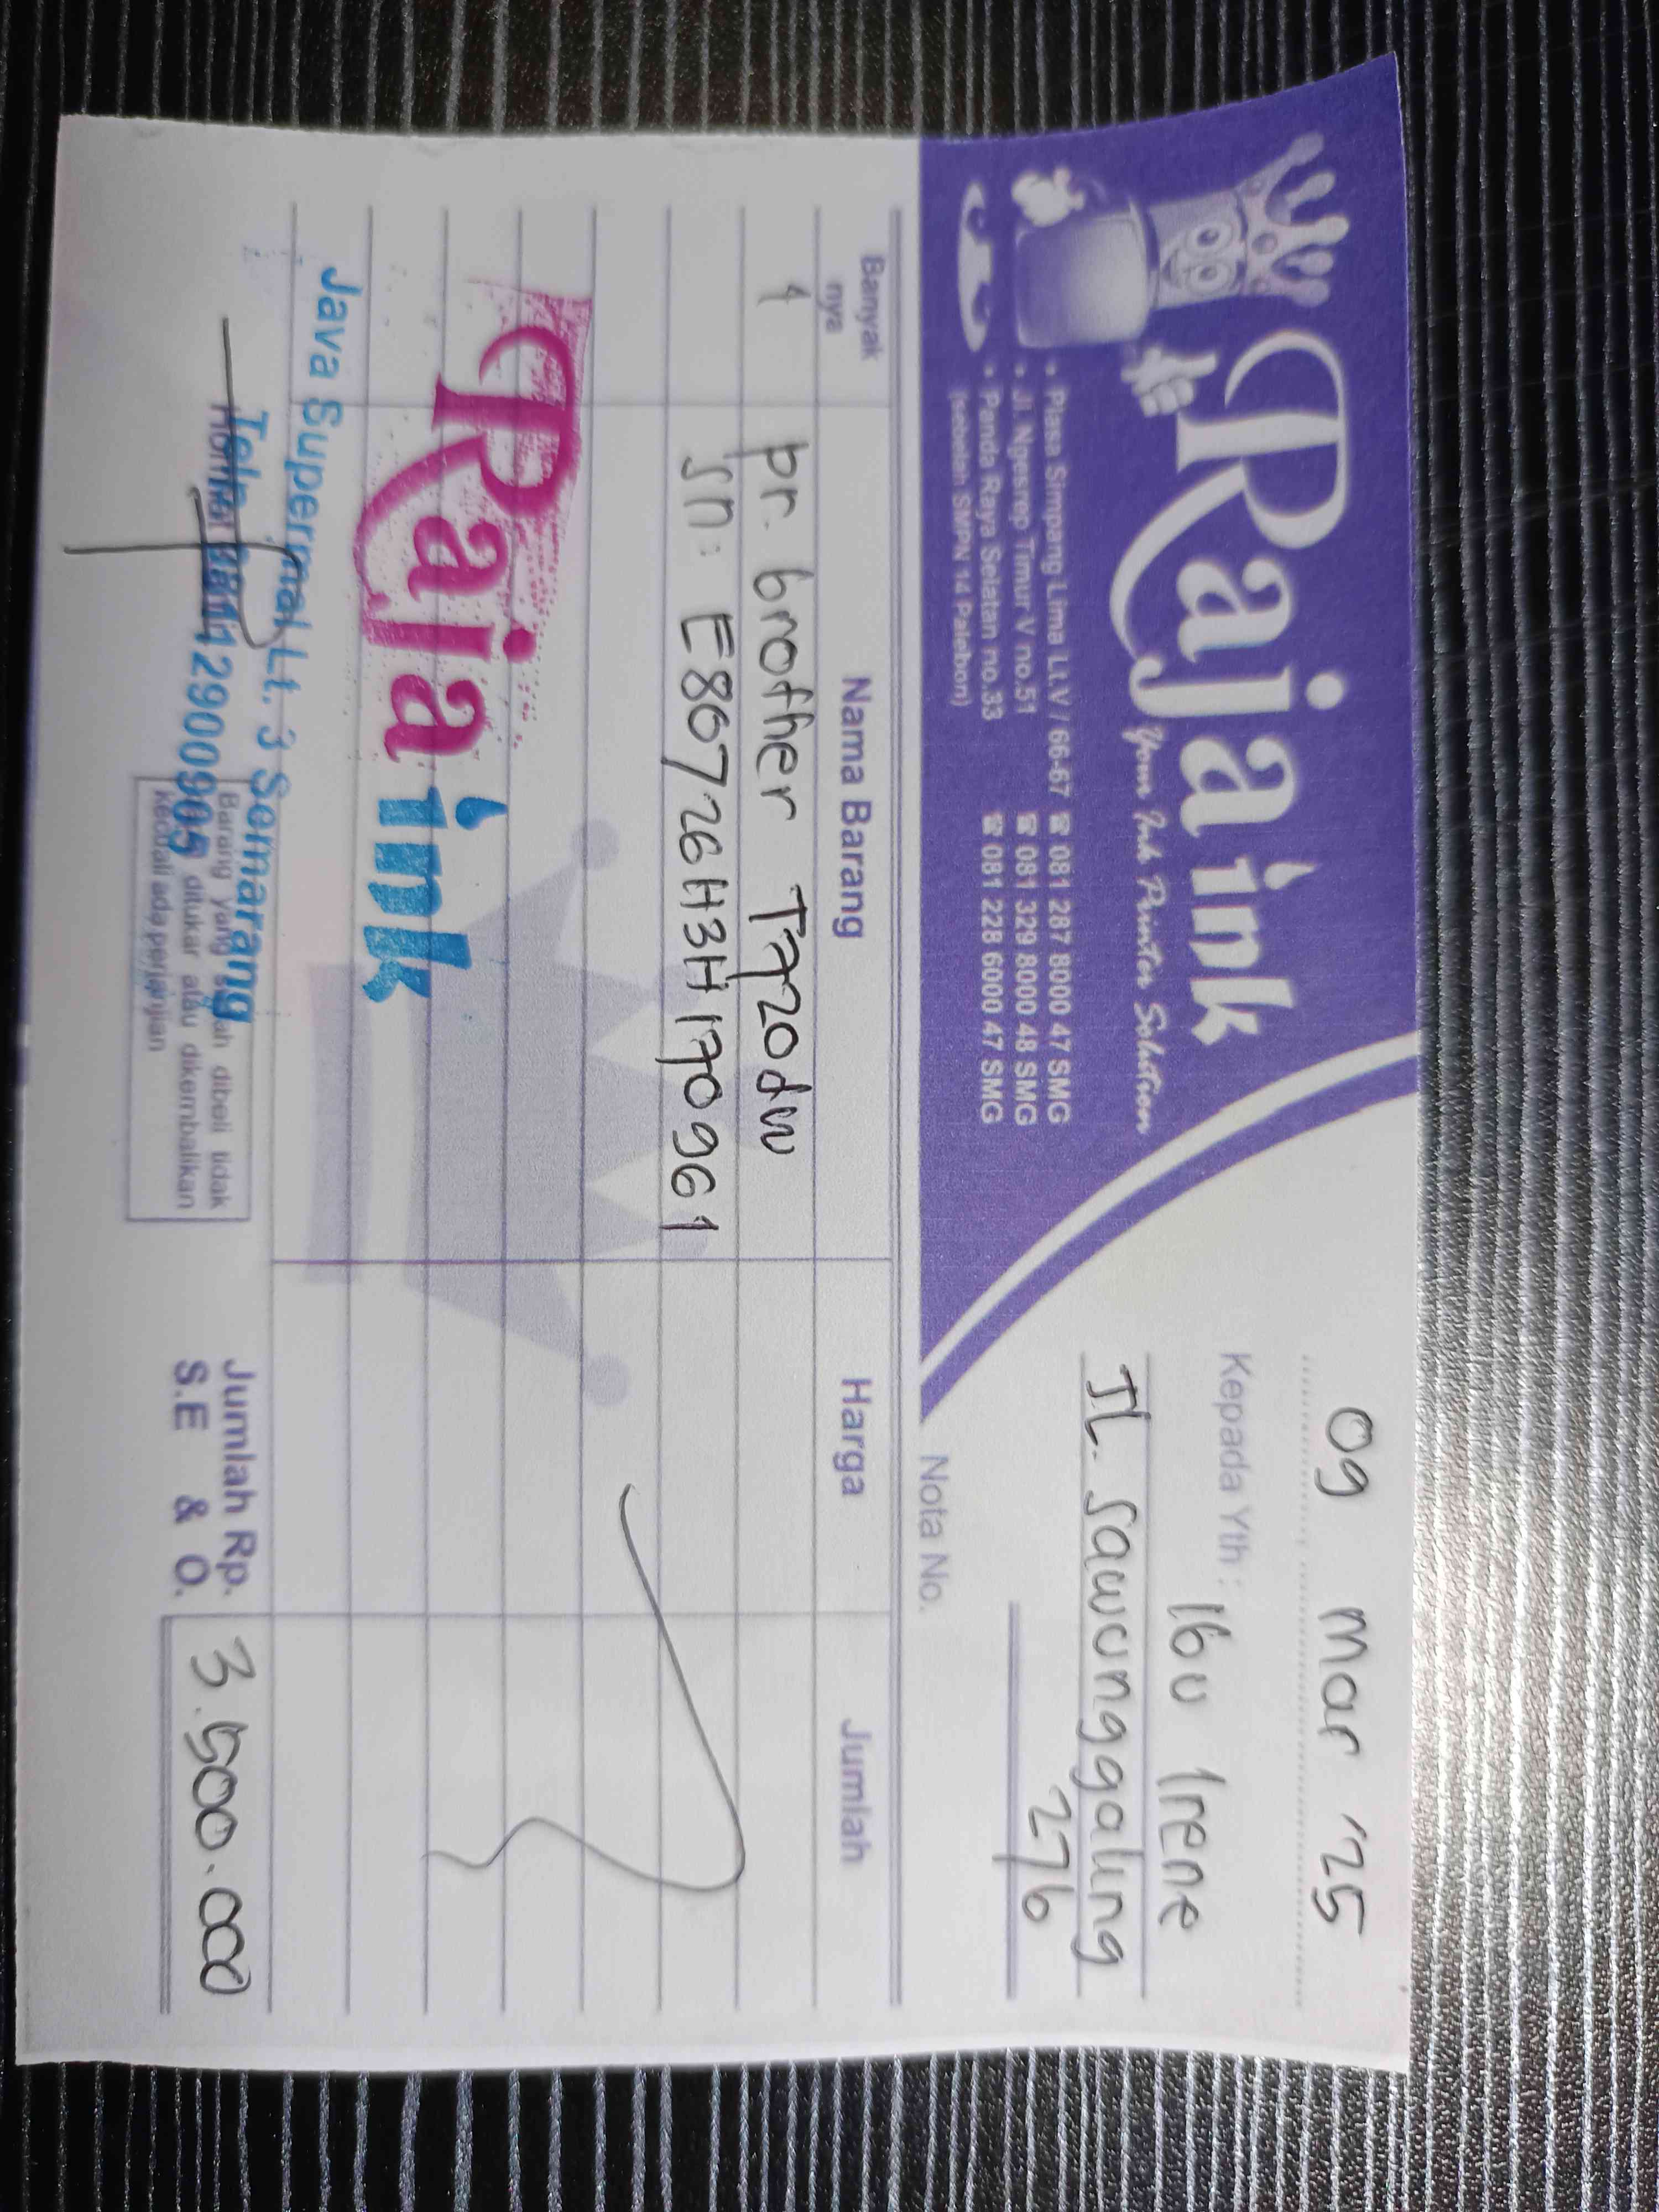 Raja ink
Your Ink Printer Solution
• Plasa Simpang Lima Lt.V / 66-67 ☎ 081 287 8000 47 SMG
• Jl. Ngesrep Timur V no.51 ☎ 081 329 8000 48 SMG
• Panda Raya Selatan no.33 ☎ 081 228 6000 47 SMG
(sebelah SMPN 14 Palebon)
09 Mar '25
Kepada Yth : Ibu Irene
JL. Sawunggaling
276
Nota No.
Banyak nya Nama Barang Harga Jumlah
1 pr. brother T720dw
sn: E80726H3H170961
Raja ink
Java Supermal Lt. 3 Semarang
Telp. 29000905
Hormat
Barang yang sudah dibeli tidak
ditukar atau dikembalikan
kecuali ada perjanjian
Jumlah Rp. 3.500.000
S.E & O.